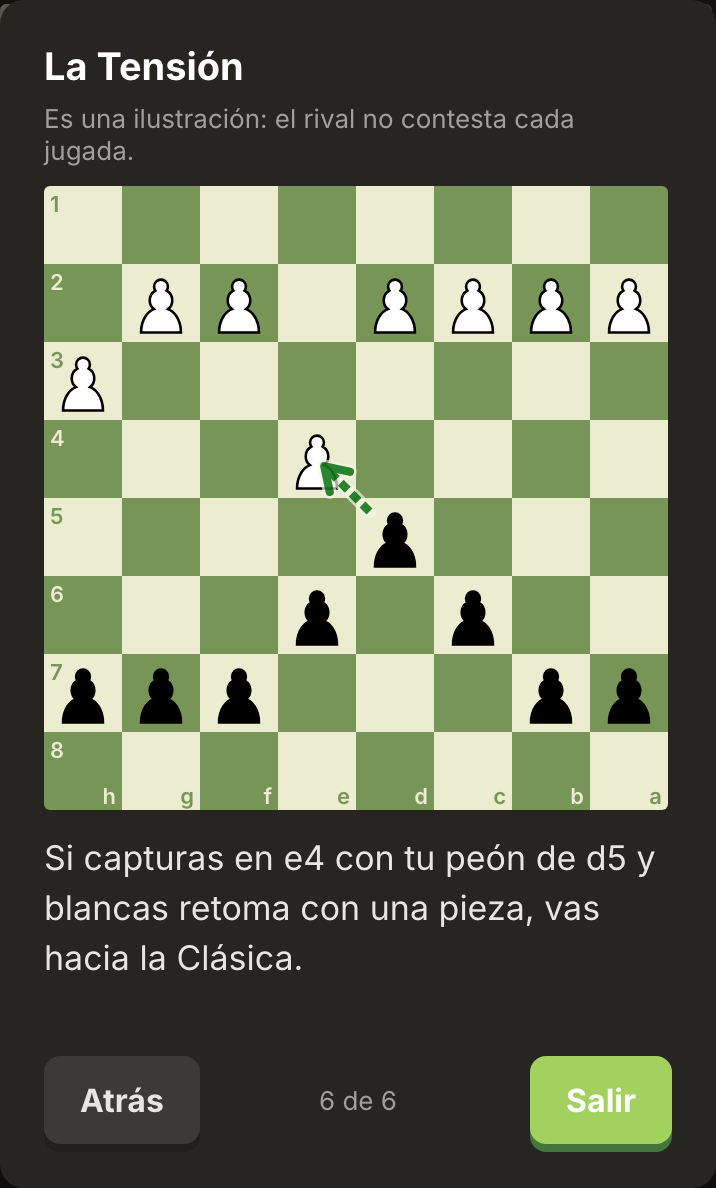 La Tensión
Es una ilustración: el rival no contesta cada
jugada.
1
2
3
4
5
6
7
8
h g f e d c b a
Si capturas en e4 con tu peón de d5 y
blancas retoma con una pieza, vas
hacia la Clásica.
Atrás 6 de 6 Salir